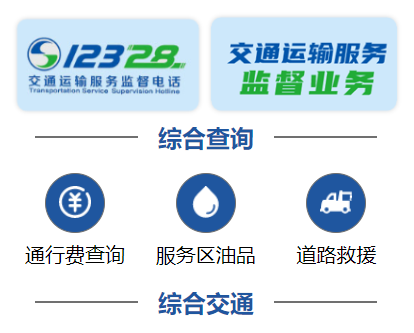 12328
交通运输服务监督电话
Transportation Service Supervision Hotline
交通运输服务
监督业务
综合查询
通行费查询
服务区油品
道路救援
综合交通